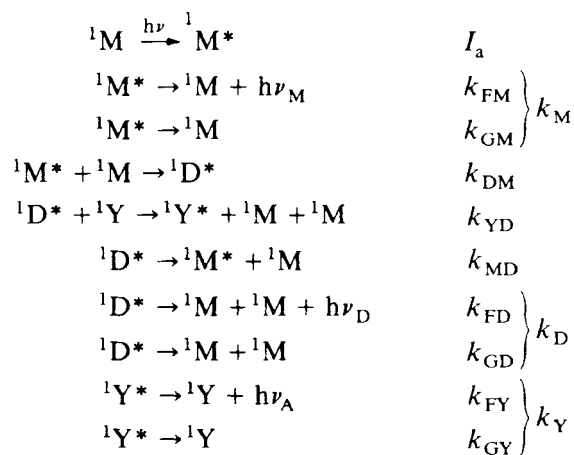 ¹M —hν→ ¹M* I_a
¹M* → ¹M + hν_M k_FM
¹M* → ¹M k_GM } k_M
¹M* + ¹M → ¹D* k_DM
¹D* + ¹Y → ¹Y* + ¹M + ¹M k_YD
¹D* → ¹M* + ¹M k_MD
¹D* → ¹M + ¹M + hν_D k_FD
¹D* → ¹M + ¹M k_GD } k_D
¹Y* → ¹Y + hν_A k_FY
¹Y* → ¹Y k_GY } k_Y